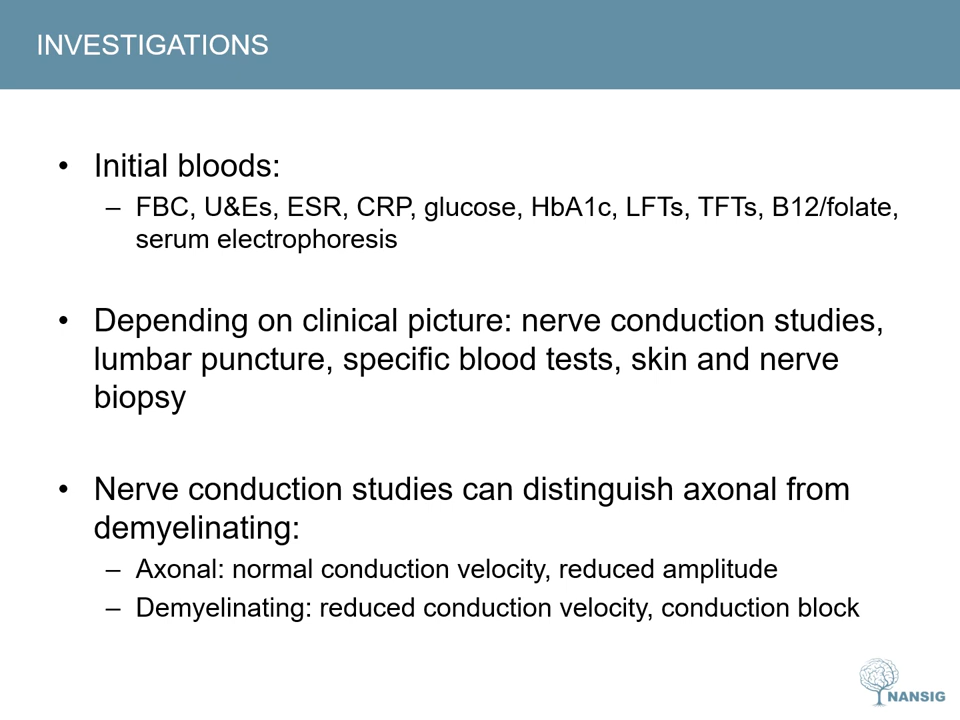 INVESTIGATIONS
• Initial bloods:
– FBC, U&Es, ESR, CRP, glucose, HbA1c, LFTs, TFTs, B12/folate,
serum electrophoresis
• Depending on clinical picture: nerve conduction studies,
lumbar puncture, specific blood tests, skin and nerve
biopsy
• Nerve conduction studies can distinguish axonal from
demyelinating:
– Axonal: normal conduction velocity, reduced amplitude
– Demyelinating: reduced conduction velocity, conduction block
NANSIG